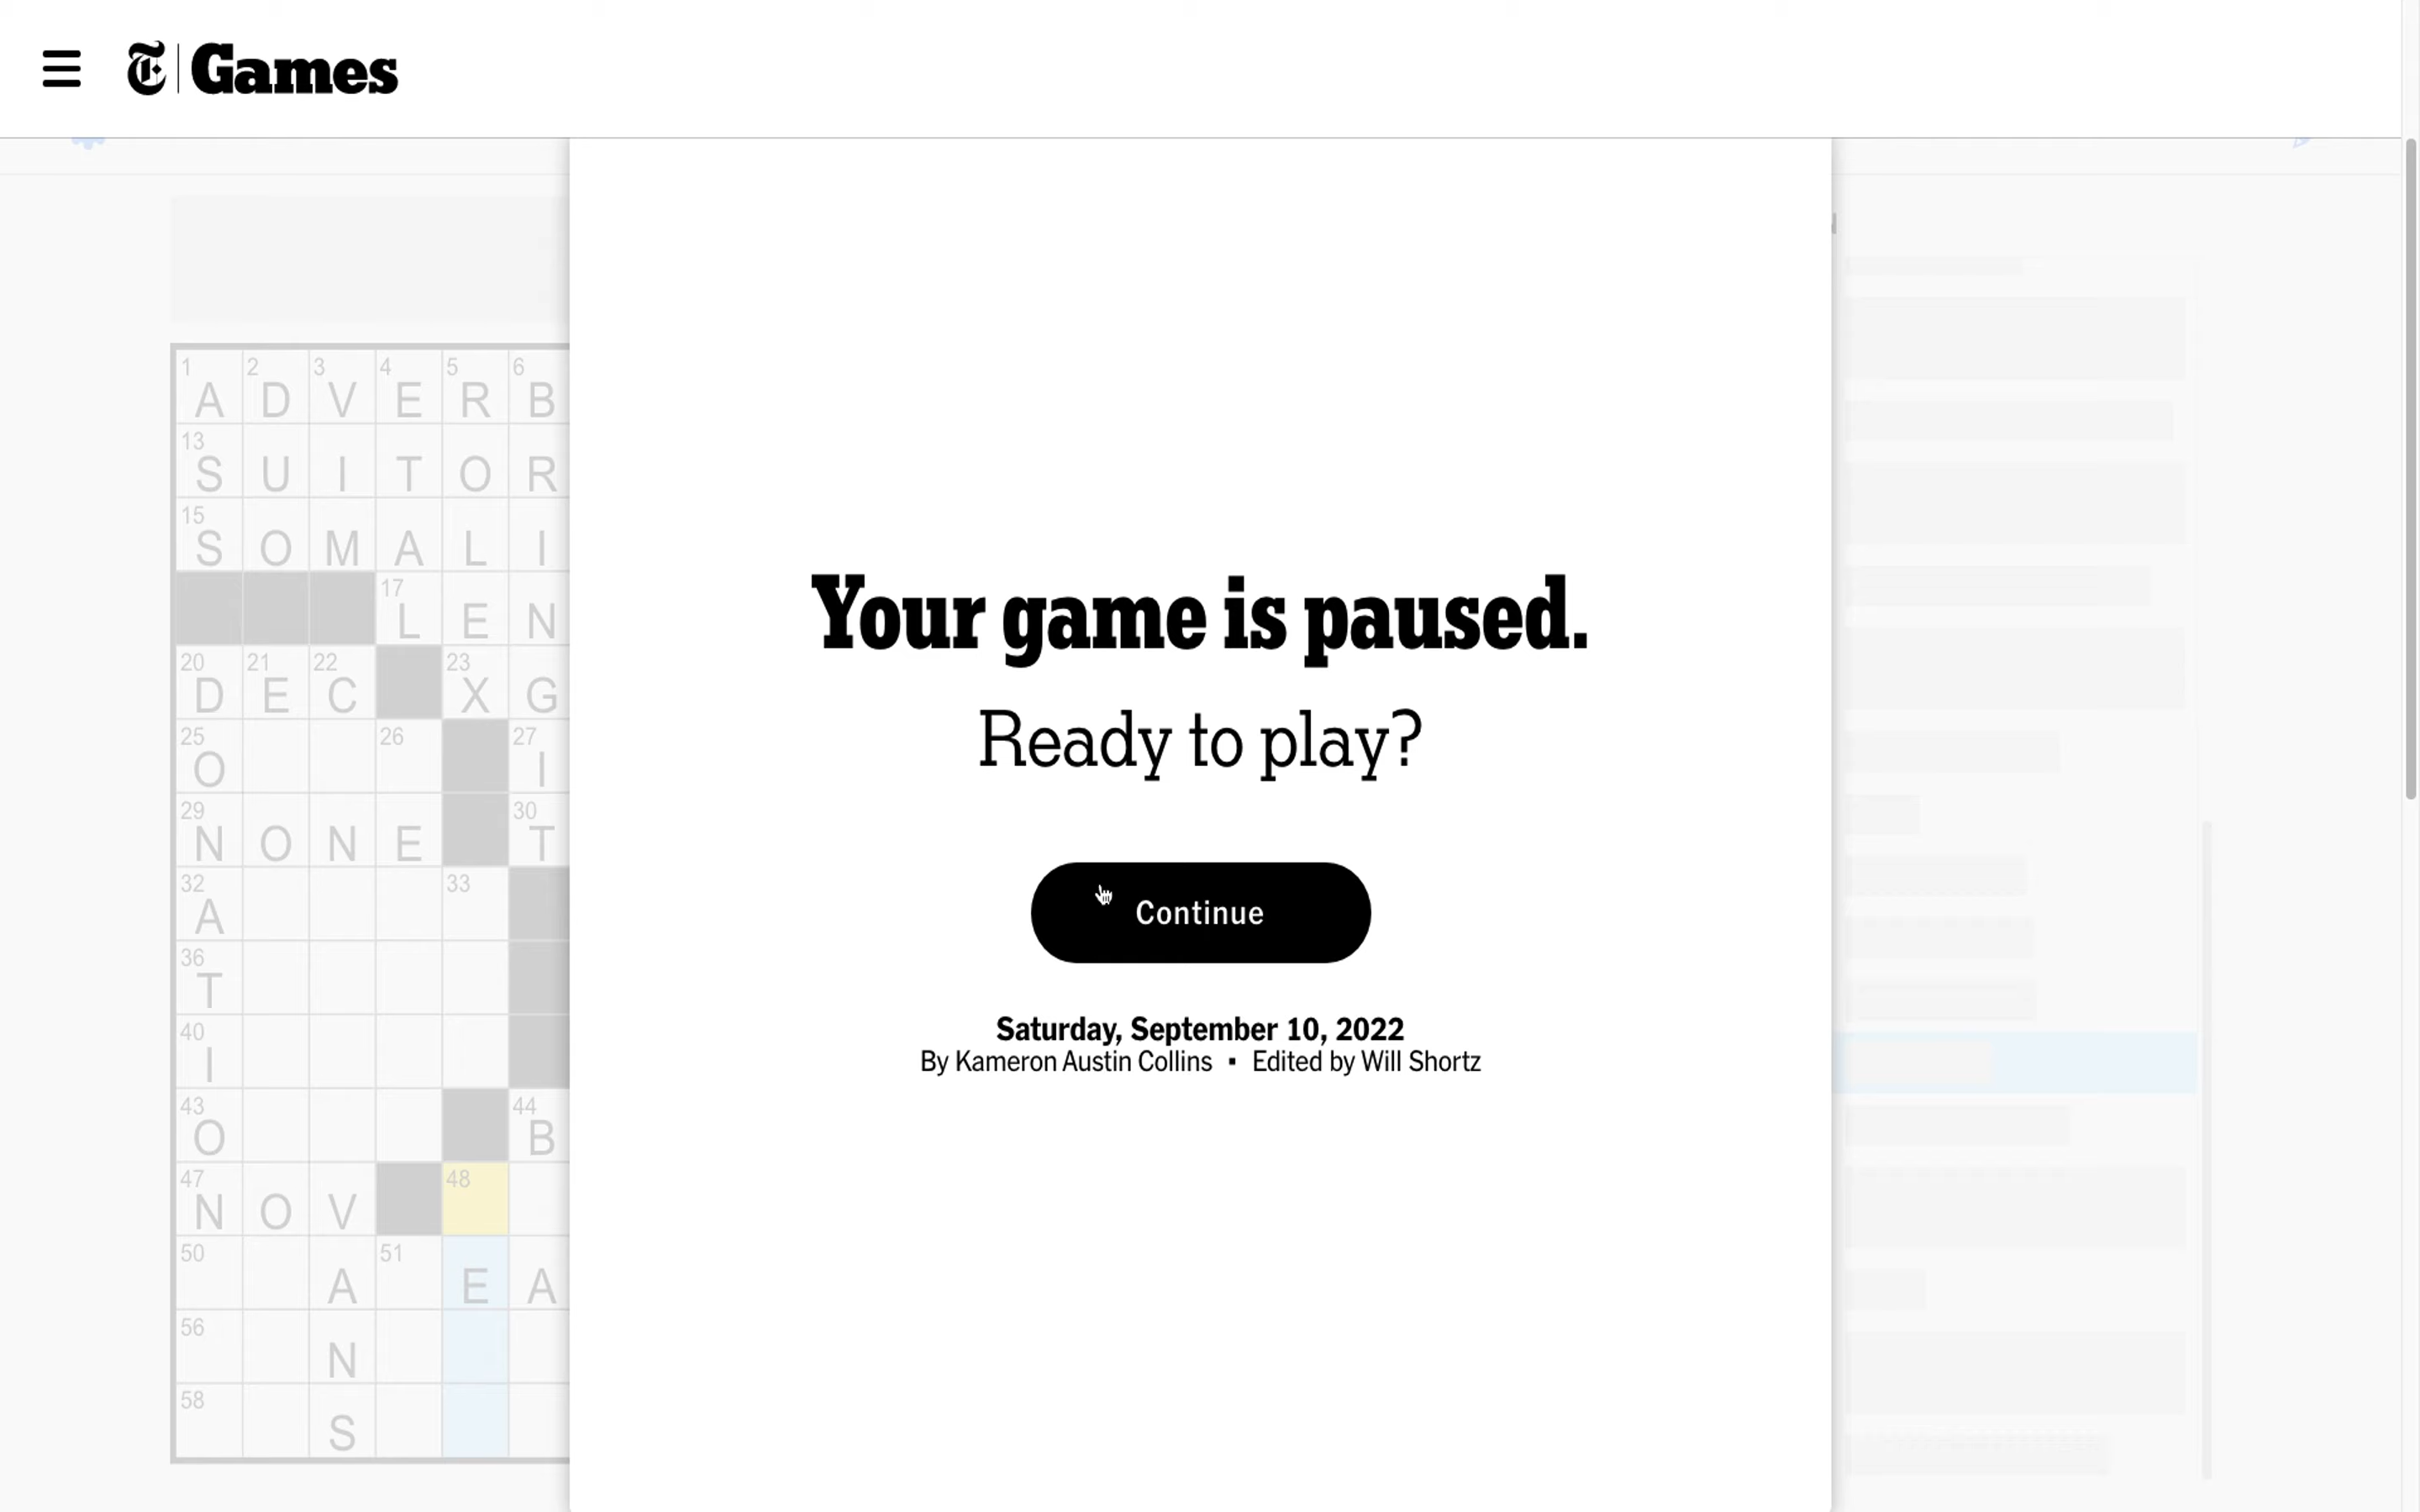 T Games
Your game is paused.
Ready to play?
Continue
Saturday, September 10, 2022
By Kameron Austin Collins ▪ Edited by Will Shortz
1 2 3 4 5 6
A D V E R B
13
S U I T O R
15
S O M A L I
17
L E N
20 21 22 23
D E C X G
25 26 27
O I
29 30
N O N E T
32 33
A
36
T
40
I
43 44
O B
47 48
N O V
50 51
A E A
56
N
58
S